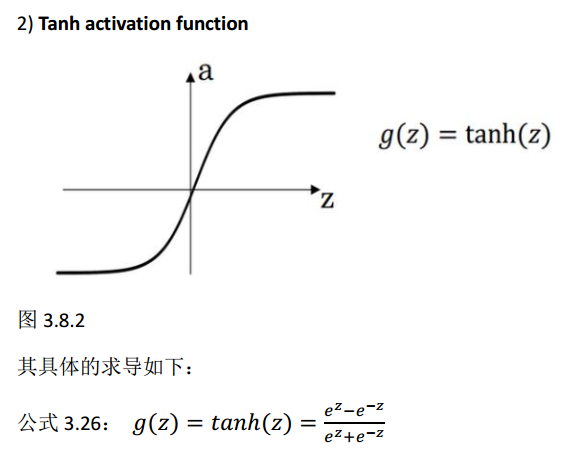 2) Tanh activation function
a
g(z) = tanh(z)
z
图 3.8.2
其具体的求导如下：
公式 3.26： g(z) = tanh(z) = \frac{e^z-e^{-z}}{e^z+e^{-z}}